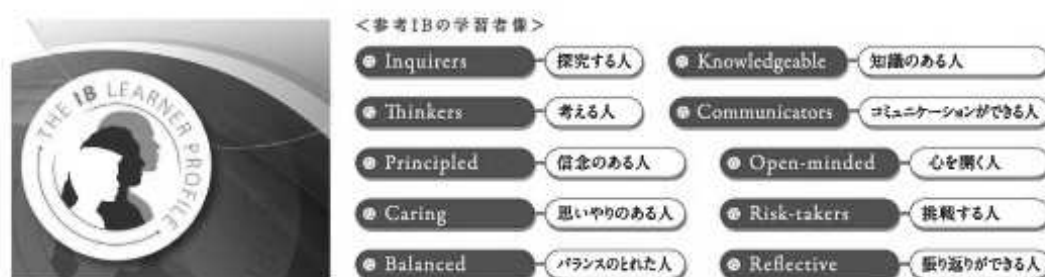 THE IB LEARNER PROFILE
<参考IBの学習者像>
Inquirers 探究する人 Knowledgeable 知識のある人
Thinkers 考える人 Communicators コミュニケーションができる人
Principled 信念のある人 Open-minded 心を開く人
Caring 思いやりのある人 Risk-takers 挑戦する人
Balanced バランスのとれた人 Reflective 振り返りができる人